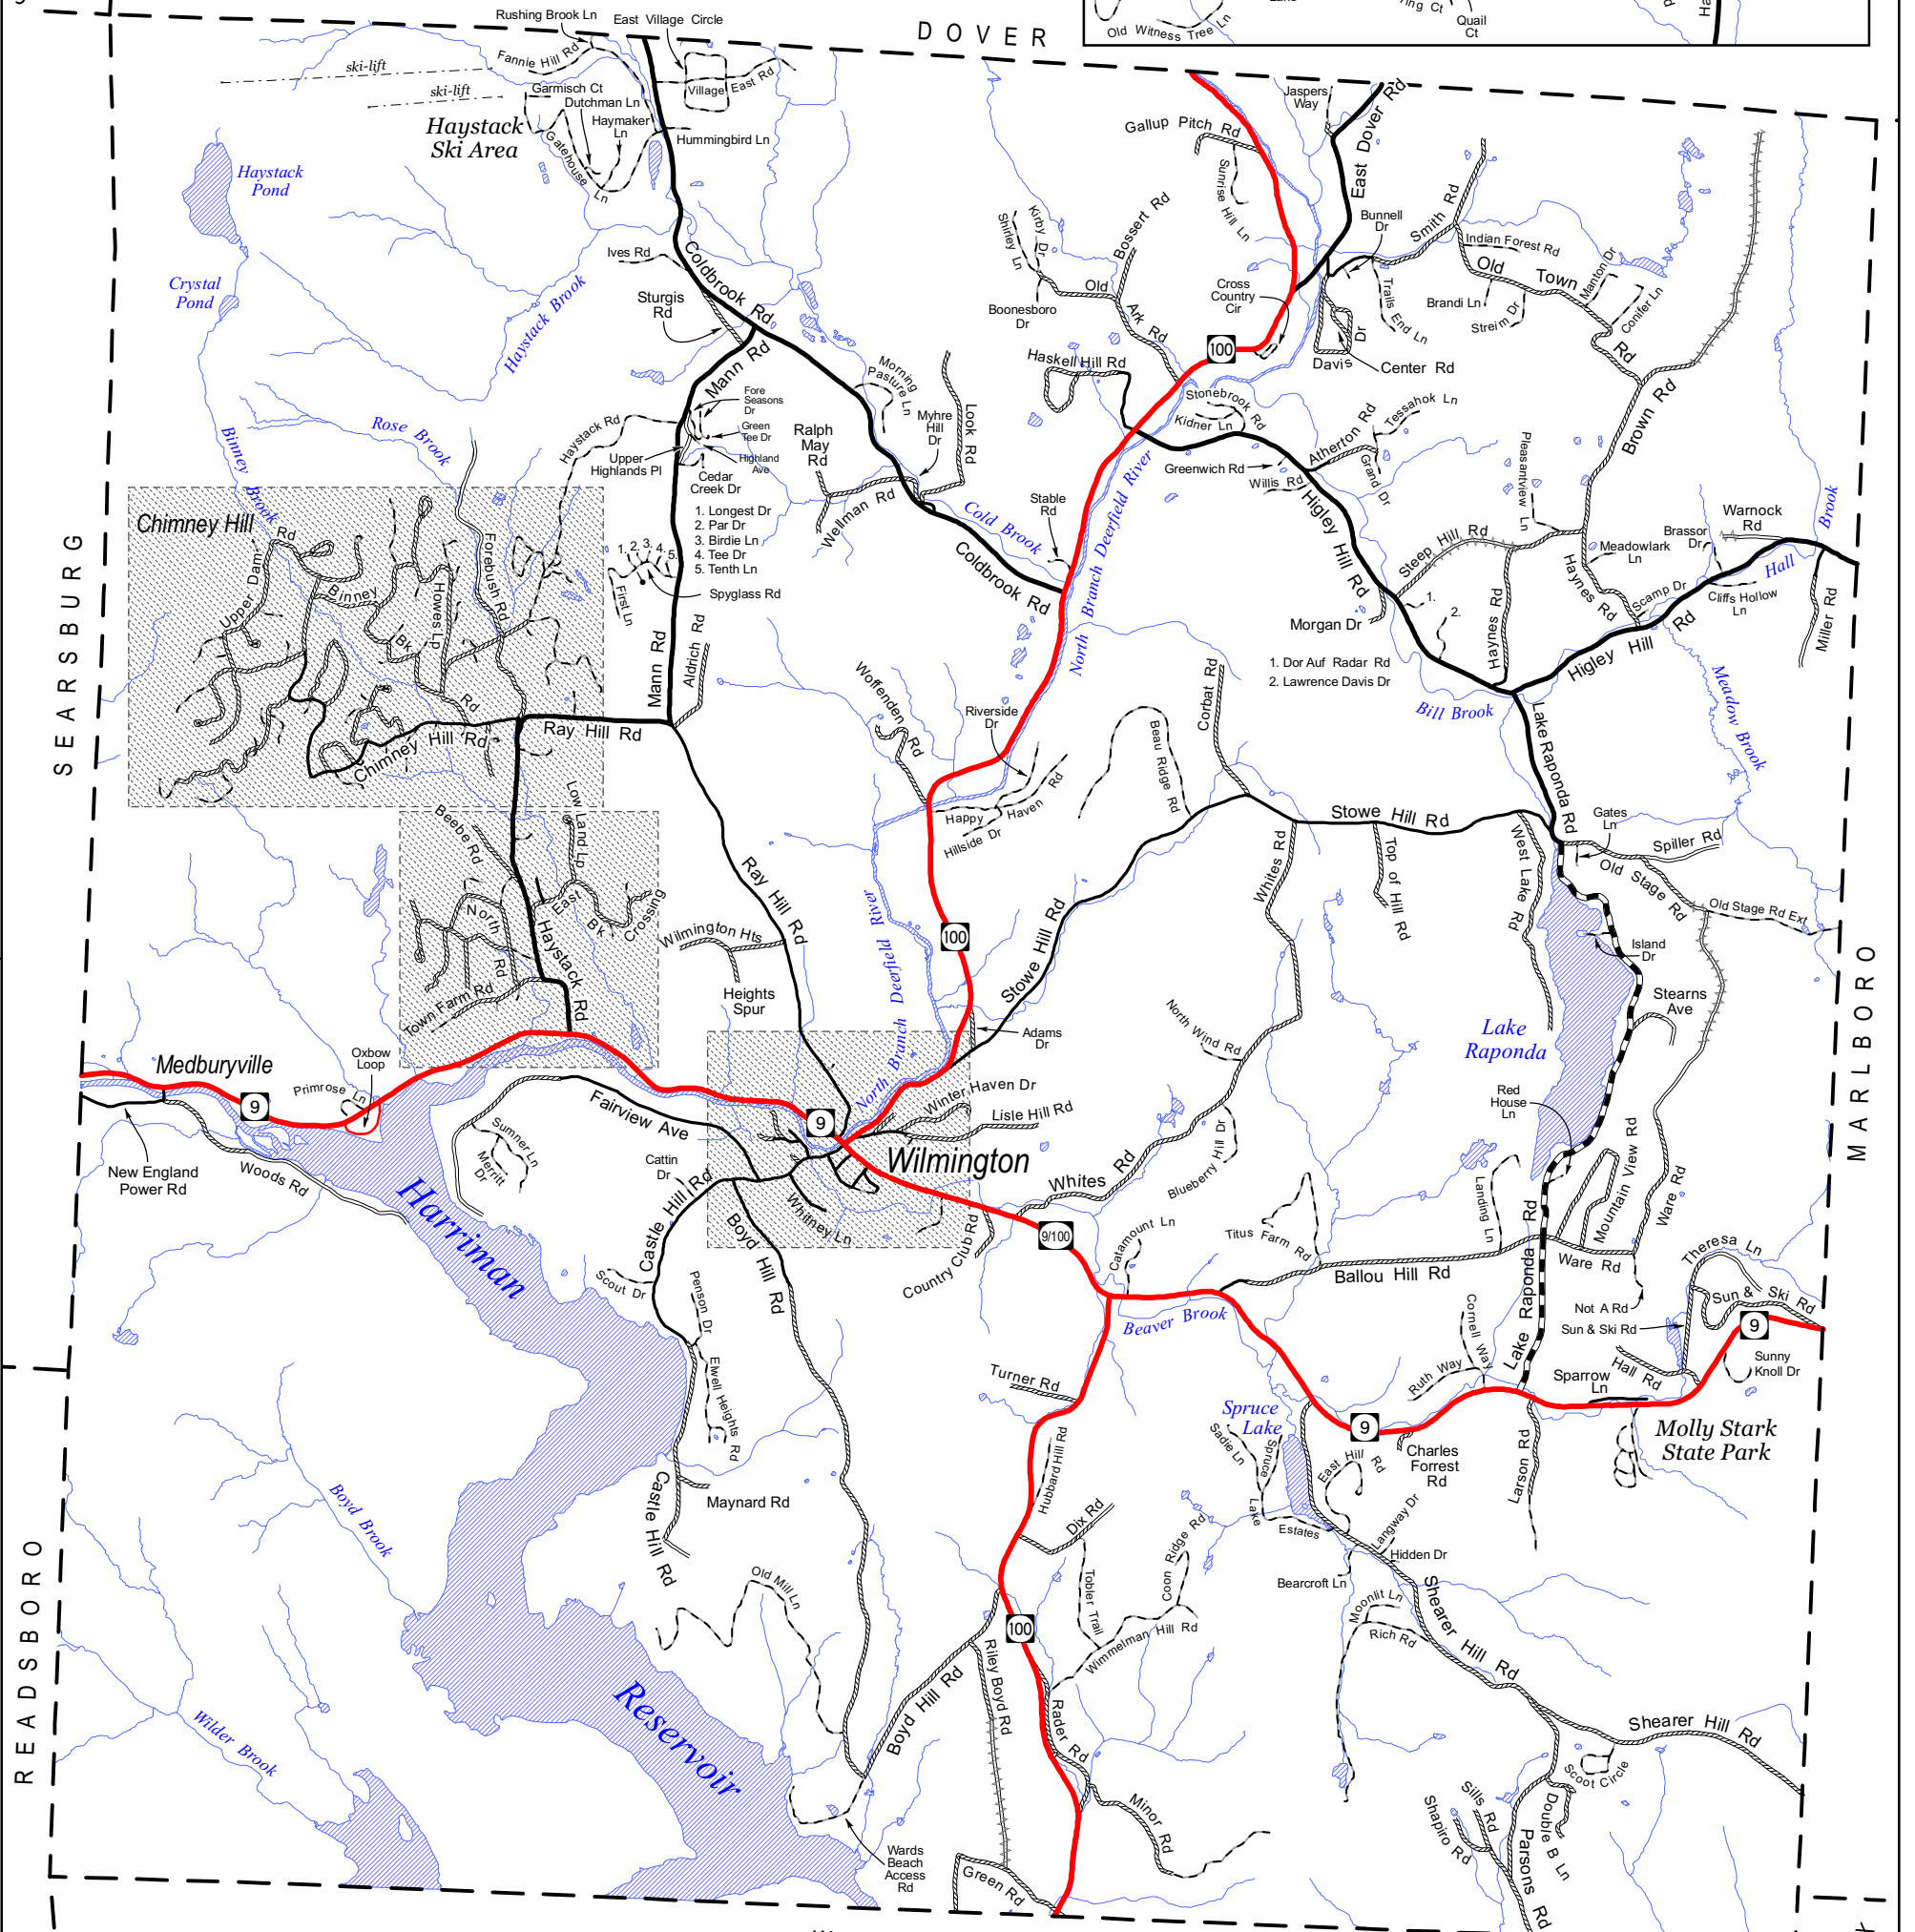 DOVER
Old Witness Tree Ln
Quail
Ct
Rushing Brook Ln
East Village Circle
Fannie Hill Rd
ski-lift
ski-lift
Village East Rd
Garmisch Ct
Dutchman Ln
Haymaker
Ln
Gatehouse Ln
Hummingbird Ln
Haystack
Ski Area
Haystack
Pond
Crystal
Pond
Ives Rd
Coldbrook Rd
Sturgis
Rd
Haystack Brook
Mann Rd
Rose Brook
Binney Brook
Haystack Rd
Fore
Seasons
Dr
Green
Tee Dr
Highland
Ave
Upper
Highlands Pl
Cedar
Creek Dr
1. Longest Dr
2. Par Dr
3. Birdie Ln
4. Tee Dr
5. Tenth Ln
1. 2. 3. 4. 5.
Spyglass Rd
First Ln
Morning
Pasture Ln
Myhre
Hill
Dr
Look Rd
Ralph
May
Rd
Wellman Rd
Cold Brook
Coldbrook Rd
Stable
Rd
Jaspers
Way
East Dover Rd
Gallup Pitch Rd
Sunrise Hill Ln
Kirby Dr
Shirley Ln
Bossert Rd
Boonesboro
Dr
Old Ark Rd
Cross
Country
Cir
100
Haskell Hill Rd
Bunnell
Dr
Smith Rd
Indian Forest Rd
Old Town Rd
Manton Dr
Conifer Ln
Brandi Ln
Streim Dr
Trails End Ln
Davis Dr
Center Rd
Stonebrook Rd
Kidner Ln
Greenwich Rd
Willis Rd
Atherton Rd
Tessahok Ln
Grand Dr
Higley Hill Rd
Brown Rd
Pleasantview Ln
Steep Hill Rd
Haynes Rd
Haynes Rd
Meadowlark
Ln
Brassor
Dr
Warnock
Rd
Hall Brook
Scamp Dr
Cliffs Hollow
Ln
Miller Rd
Higley Hill Rd
Morgan Dr
1.
2.
1. Dor Auf Radar Rd
2. Lawrence Davis Dr
Bill Brook
Meadow Brook
North Branch Deerfield River
SEARSBURG
Chimney Hill
Upper Dam Rd
Binney Bk Rd
Howes Lp
Forebush Rd
Chimney Hill Rd
Ray Hill Rd
Mann Rd
Aldrich Rd
Beebe Rd
Low Land Lp
North Rd
East Bk Crossing
Haystack Rd
Town Farm Rd
Ray Hill Rd
Wilmington Hts
Heights
Spur
Woffenden Rd
Riverside
Dr
Happy Haven Rd
Hillside Dr
Beau Ridge Rd
Corbat Rd
Stowe Hill Rd
Top of Hill Rd
Whites Rd
100
Stowe Hill Rd
Adams
Dr
North Branch Deerfield River
North Wind Rd
Lake Raponda Rd
West Lake Rd
Gates
Ln
Spiller Rd
Old Stage Rd
Old Stage Rd Ext
Island
Dr
Stearns
Ave
Lake
Raponda
MARLBORO
Red
House
Ln
Mountain View Rd
Ware Rd
Landing Ln
Medburyville
9
Oxbow
Loop
Primrose Ln
New England
Power Rd
Woods Rd
Sumner Ln
Merritt
Dr
Fairview Ave
Cattin
Dr
9
Winter Haven Dr
Lisle Hill Rd
Wilmington
Whitney Ln
Castle Hill Rd
Boyd Hill Rd
Scout Dr
Country Club Rd
Whites Rd
Blueberry Hill Dr
9/100
Catamount Ln
Titus Farm Rd
Ballou Hill Rd
Beaver Brook
Ware Rd
Theresa Ln
Sun & Ski Rd
Not A Rd
Sun & Ski Rd
9
Sunny
Knoll Dr
Lake Raponda Rd
Cornell Way
Ruth Way
Sparrow
Ln
Hall Rd
Molly Stark
State Park
Harriman
Reservoir
Penson Dr
Elwell Heights Rd
Maynard Rd
Castle Hill Rd
Turner Rd
Hubbard Hill Rd
Dix Rd
Spruce
Lake
Sadie Ln
Spruce Lake Estates
East Hill Rd
9
Charles
Forrest
Rd
Larson Rd
Langway Dr
Hidden Dr
Bearcroft Ln
Moonlit Ln
Rich Rd
Shearer Hill Rd
Coon Ridge Rd
Tobler Trail
Wimmelman Hill Rd
100
READSBORO
Boyd Brook
Wilder Brook
Old Mill Ln
Boyd Hill Rd
Riley Boyd Rd
Rader Rd
Minor Rd
Wards
Beach
Access
Rd
Green Rd
Shearer Hill Rd
Scoot Circle
Double B Ln
Sills Rd
Shapiro Rd
Parsons Rd